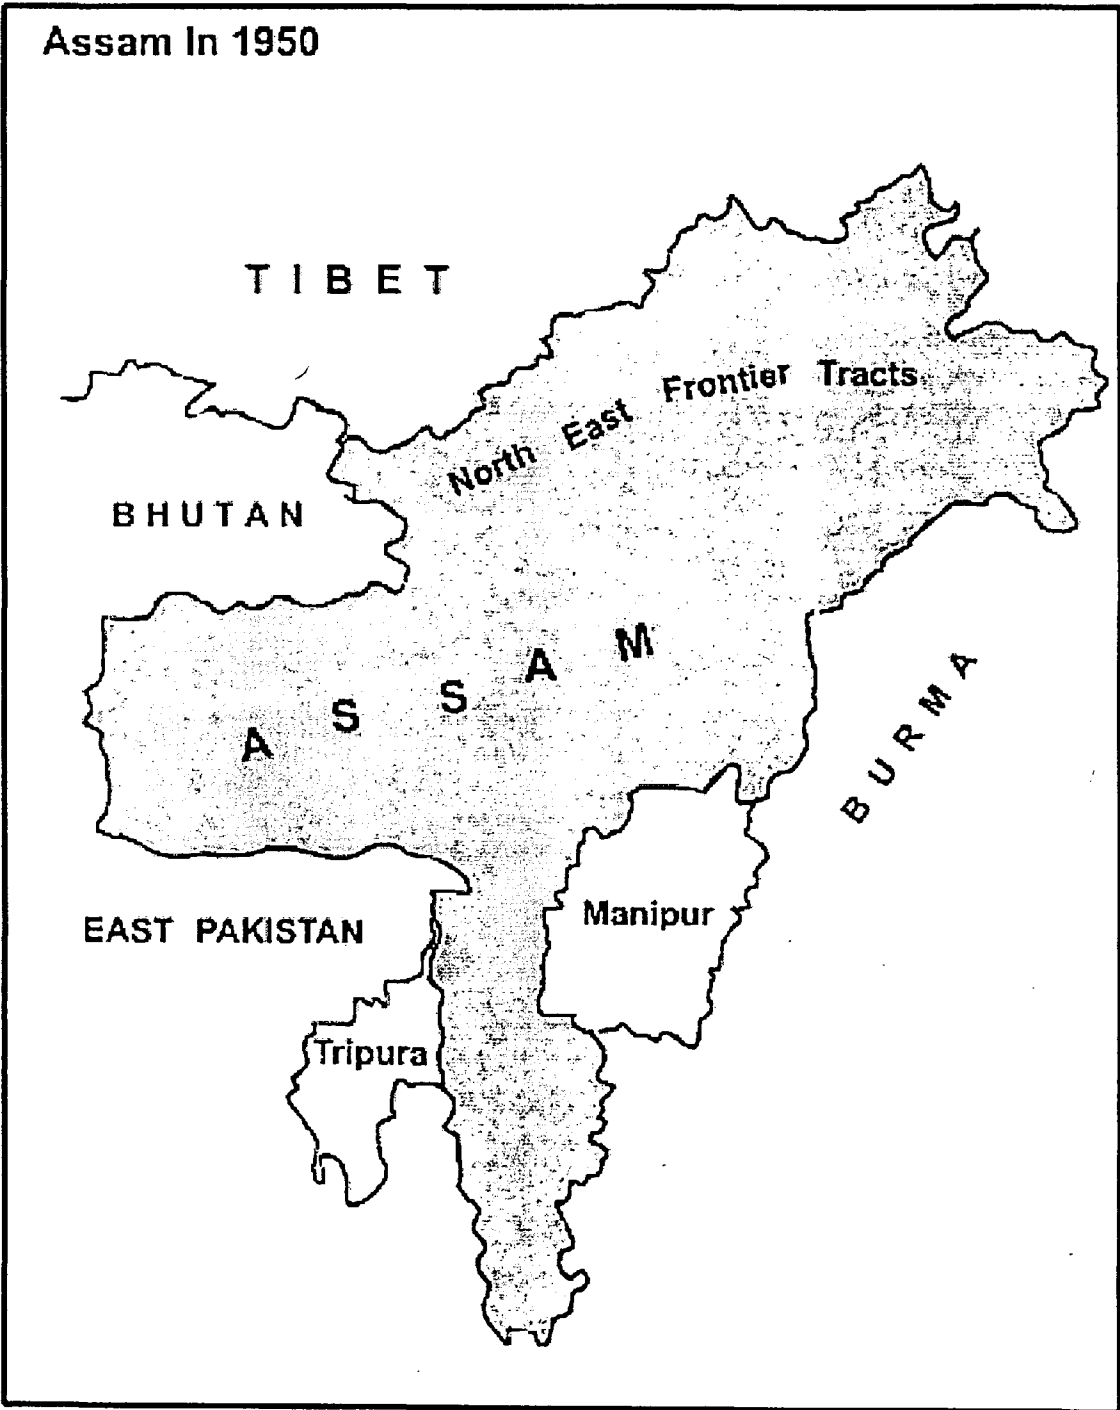 Assam In 1950
TIBET
North East Frontier Tracts
BHUTAN
ASSAM
BURMA
Manipur
EAST PAKISTAN
Tripura